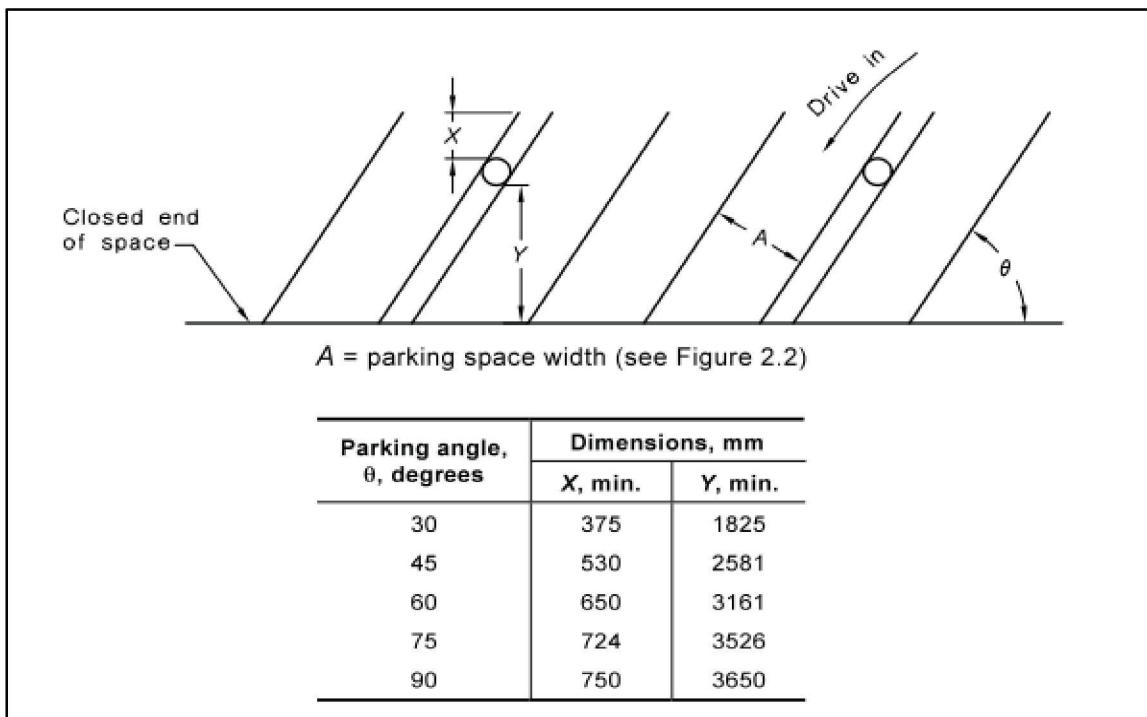 Drive in
X
Closed end
of space
Y
A
θ
A = parking space width (see Figure 2.2)
Parking angle,
θ, degrees
Dimensions, mm
X, min. Y, min.
30 375 1825
45 530 2581
60 650 3161
75 724 3526
90 750 3650